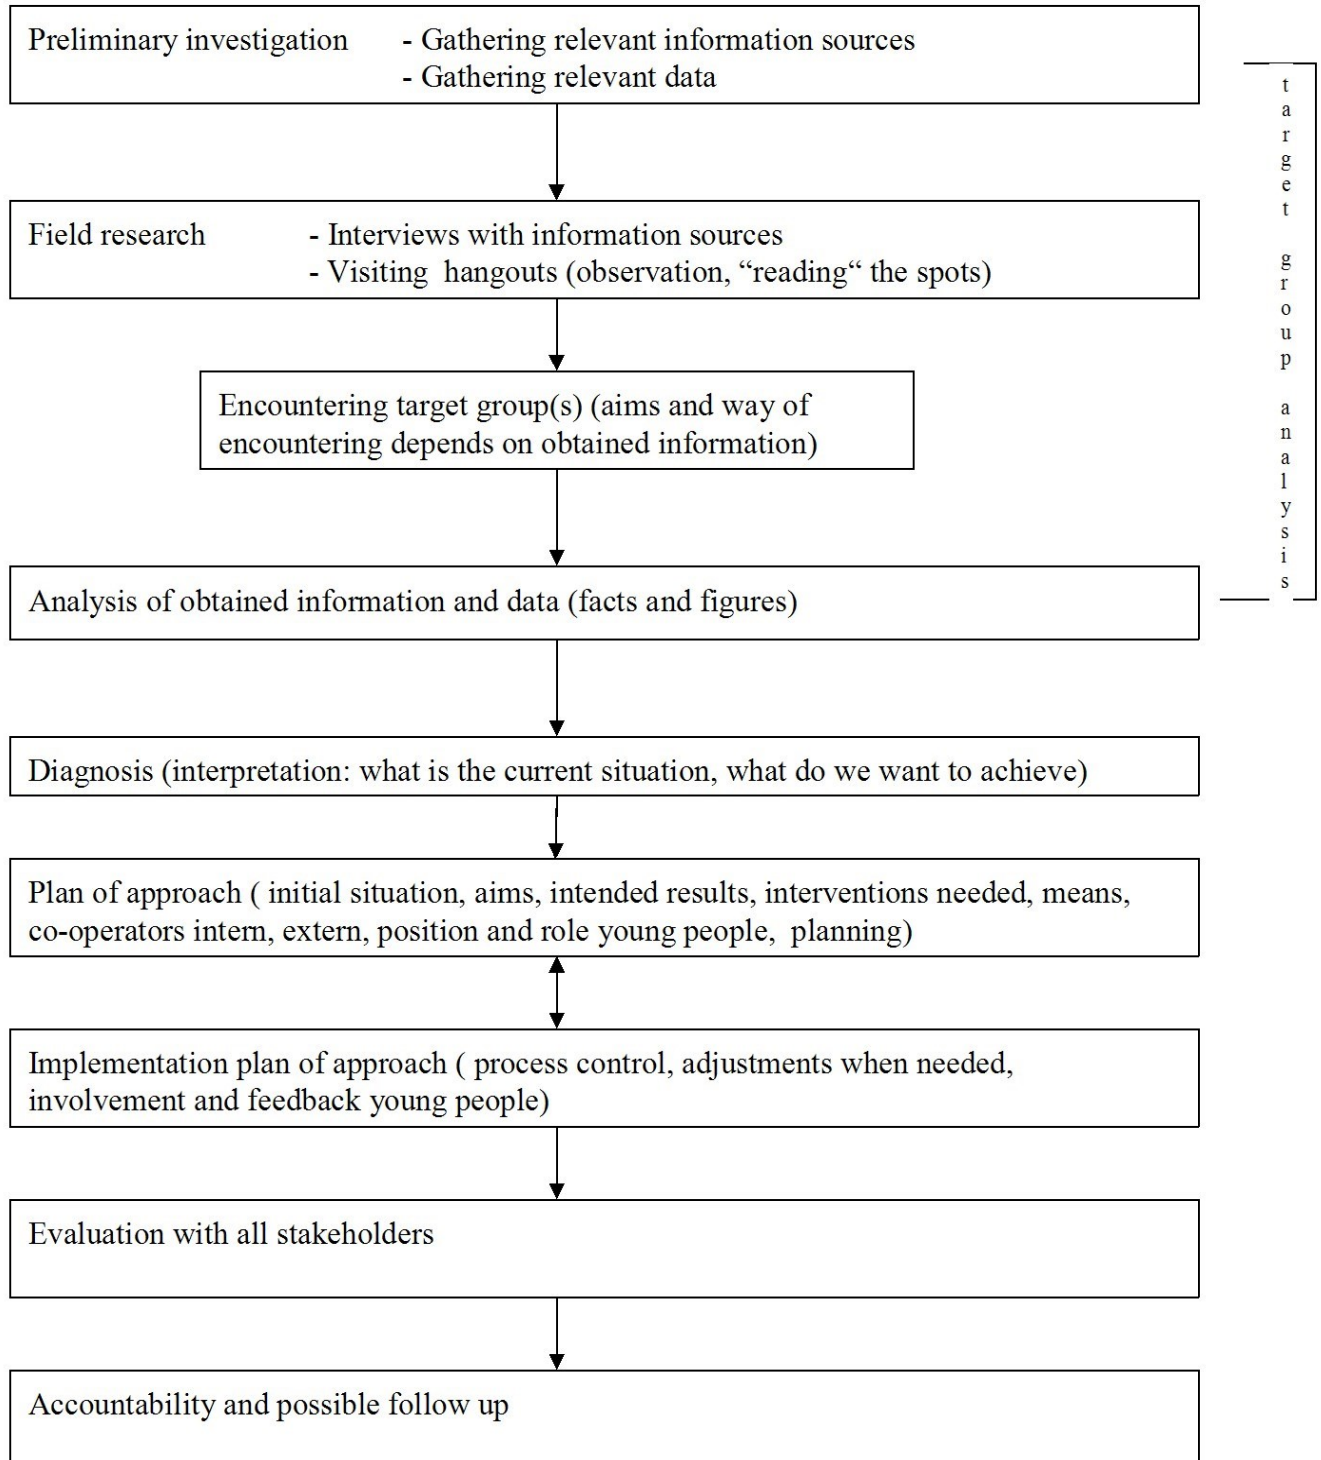 Preliminary investigation - Gathering relevant information sources
- Gathering relevant data
Field research - Interviews with information sources
- Visiting hangouts (observation, “reading“ the spots)
Encountering target group(s) (aims and way of
encountering depends on obtained information)
Analysis of obtained information and data (facts and figures)
Diagnosis (interpretation: what is the current situation, what do we want to achieve)
Plan of approach ( initial situation, aims, intended results, interventions needed, means,
co-operators intern, extern, position and role young people, planning)
Implementation plan of approach ( process control, adjustments when needed,
involvement and feedback young people)
Evaluation with all stakeholders
Accountability and possible follow up
target group analysis